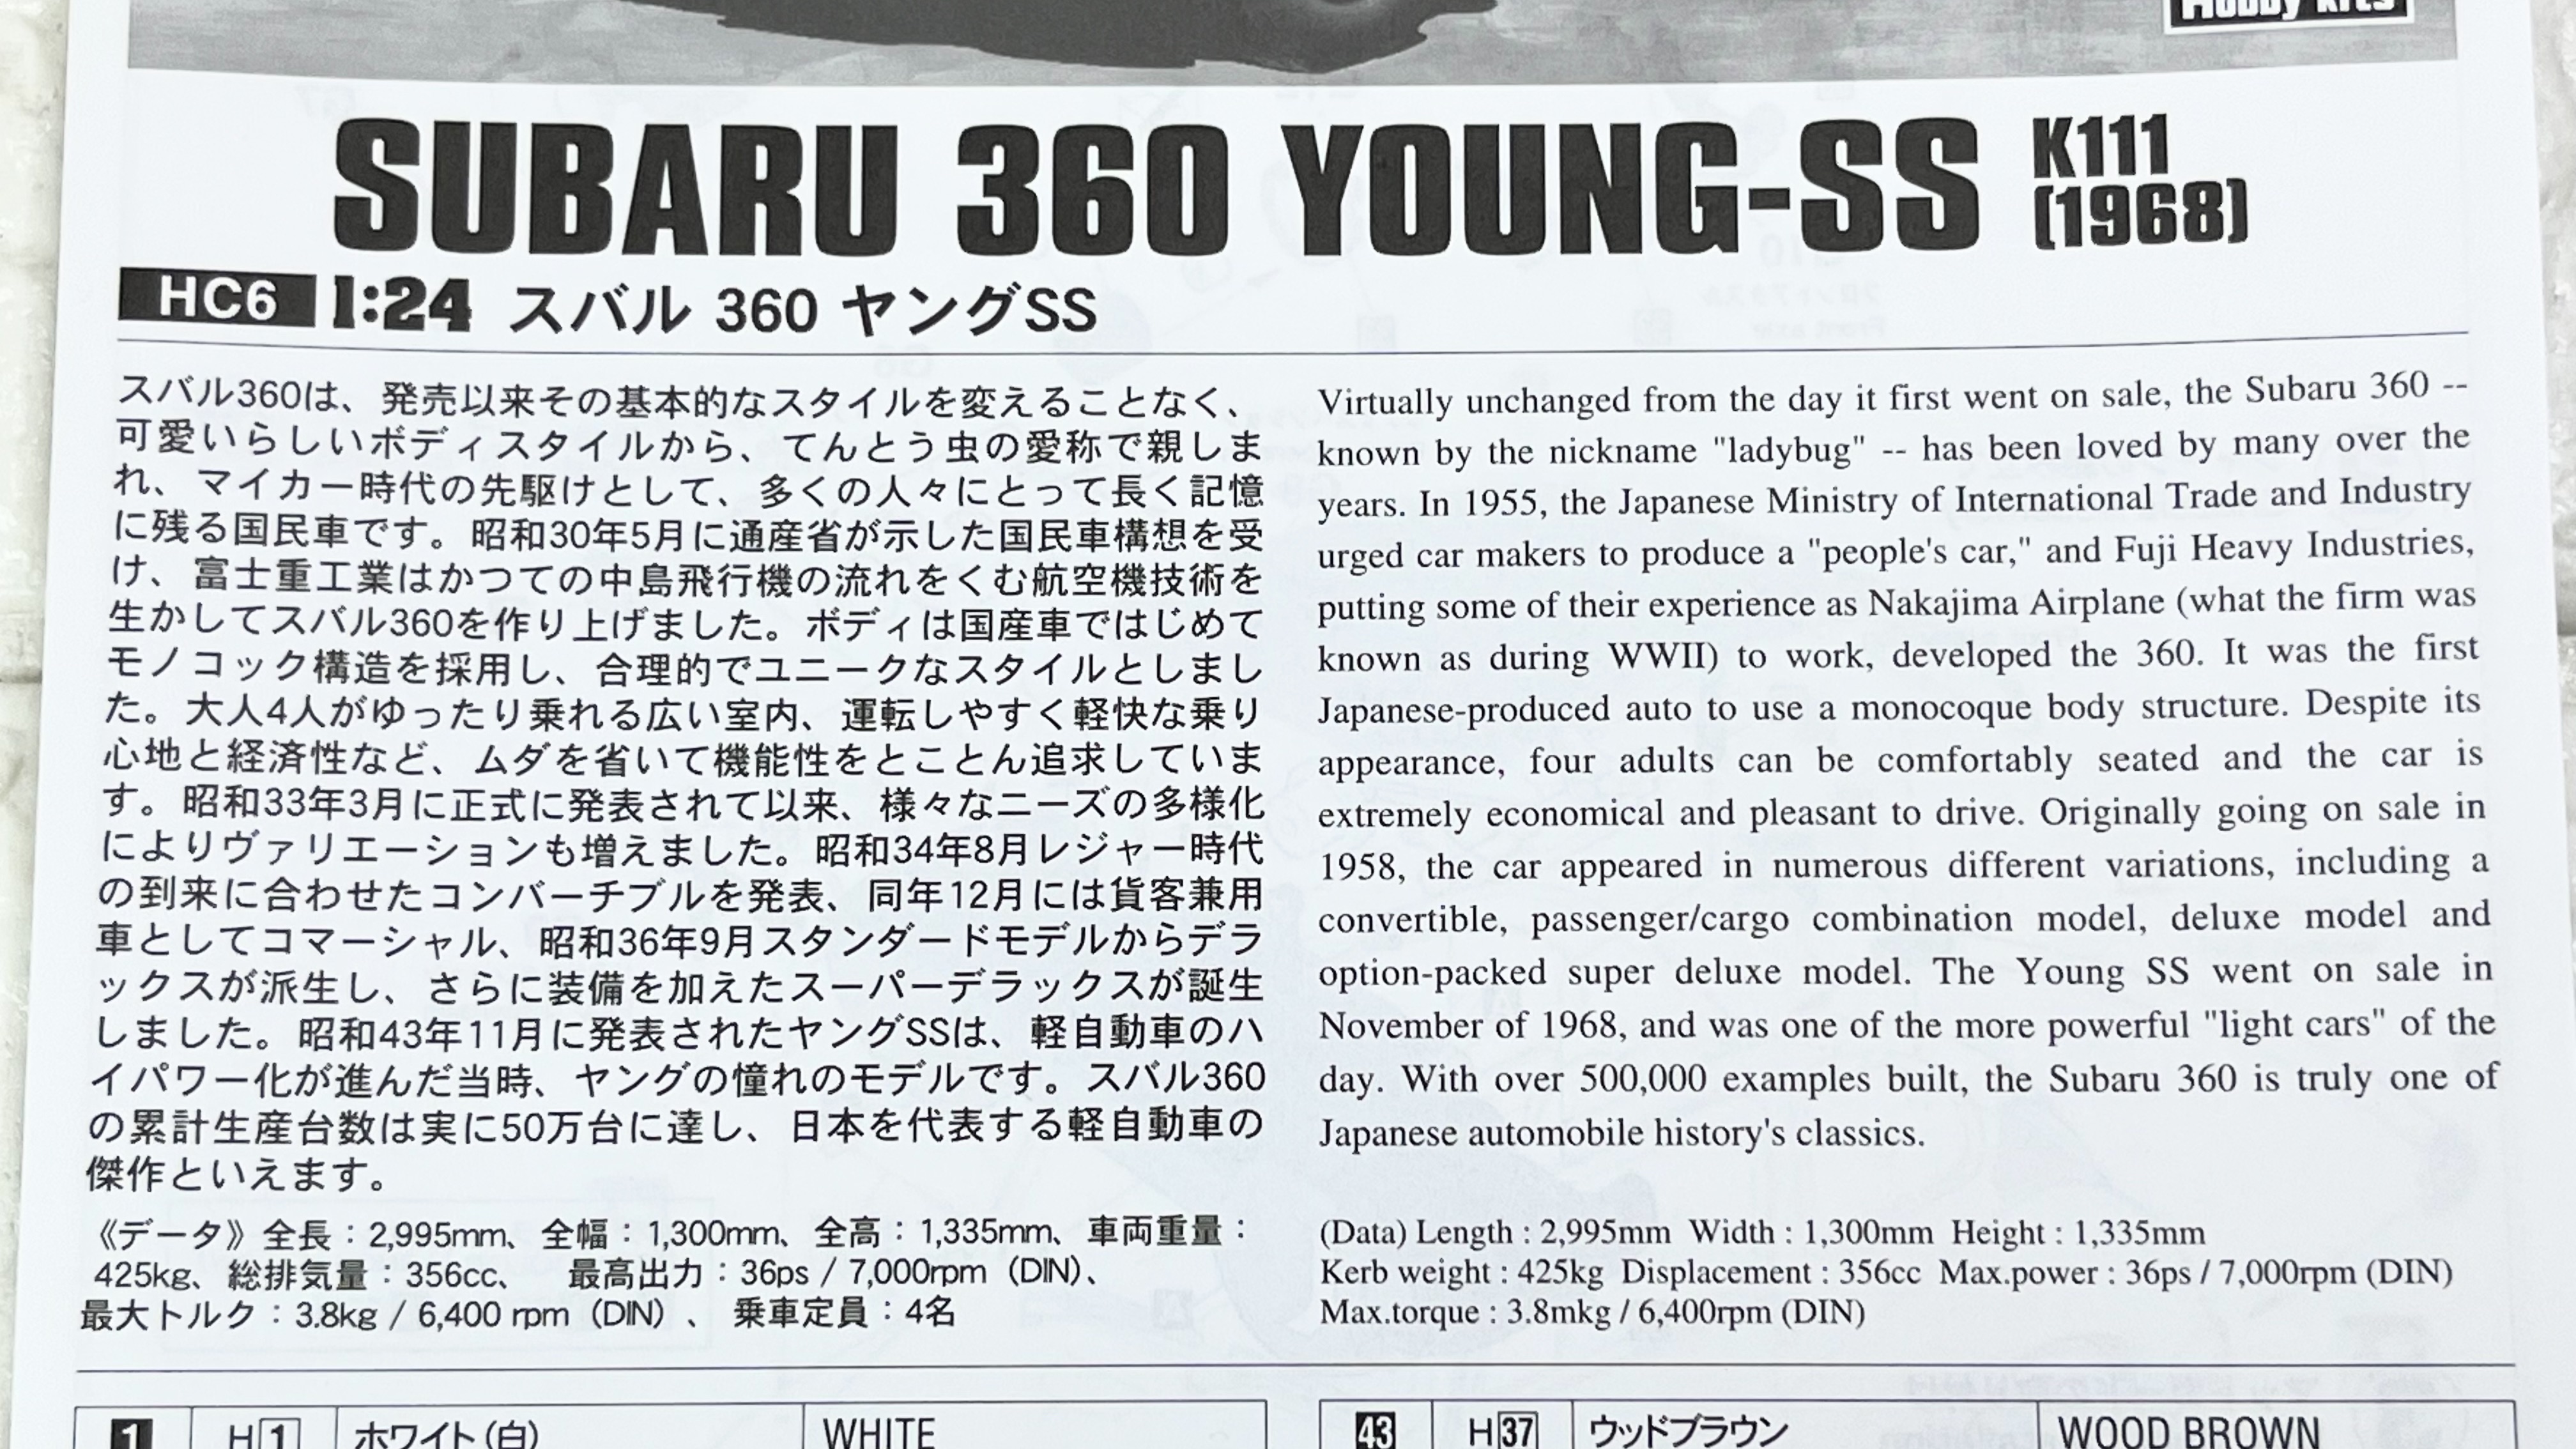 Hobby kits
SUBARU 360 YOUNG-SS
K111
(1968)
HC6 1:24 スバル 360 ヤングSS
スバル360は、発売以来その基本的なスタイルを変えることなく、
可愛いらしいボディスタイルから、てんとう虫の愛称で親しま
れ、マイカー時代の先駆けとして、多くの人々にとって長く記憶
に残る国民車です。昭和30年5月に通産省が示した国民車構想を受
け、富士重工業はかつての中島飛行機の流れをくむ航空機技術を
生かしてスバル360を作り上げました。ボディは国産車ではじめて
モノコック構造を採用し、合理的でユニークなスタイルとしまし
た。大人4人がゆったり乗れる広い室内、運転しやすく軽快な乗り
心地と経済性など、ムダを省いて機能性をとことん追求していま
す。昭和33年3月に正式に発表されて以来、様々なニーズの多様化
によりヴァリエーションも増えました。昭和34年8月レジャー時代
の到来に合わせたコンバーチブルを発表、同年12月には貨客兼用
車としてコマーシャル、昭和36年9月スタンダードモデルからデラ
ックスが派生し、さらに装備を加えたスーパーデラックスが誕生
しました。昭和43年11月に発表されたヤングSSは、軽自動車のハ
イパワー化が進んだ当時、ヤングの憧れのモデルです。スバル360
の累計生産台数は実に50万台に達し、日本を代表する軽自動車の
傑作といえます。
《データ》全長：2,995mm、全幅：1,300mm、全高：1,335mm、車両重量：
425kg、総排気量：356cc、 最高出力：36ps / 7,000rpm（DIN）、
最大トルク：3.8kg / 6,400 rpm（DIN）、乗車定員：4名
Virtually unchanged from the day it first went on sale, the Subaru 360 --
known by the nickname "ladybug" -- has been loved by many over the
years. In 1955, the Japanese Ministry of International Trade and Industry
urged car makers to produce a "people's car," and Fuji Heavy Industries,
putting some of their experience as Nakajima Airplane (what the firm was
known as during WWII) to work, developed the 360. It was the first
Japanese-produced auto to use a monocoque body structure. Despite its
appearance, four adults can be comfortably seated and the car is
extremely economical and pleasant to drive. Originally going on sale in
1958, the car appeared in numerous different variations, including a
convertible, passenger/cargo combination model, deluxe model and
option-packed super deluxe model. The Young SS went on sale in
November of 1968, and was one of the more powerful "light cars" of the
day. With over 500,000 examples built, the Subaru 360 is truly one of
Japanese automobile history's classics.
(Data) Length : 2,995mm Width : 1,300mm Height : 1,335mm
Kerb weight : 425kg Displacement : 356cc Max.power : 36ps / 7,000rpm (DIN)
Max.torque : 3.8mkg / 6,400rpm (DIN)
1 H1 ホワイト(白) WHITE
43 H37 ウッドブラウン WOOD BROWN